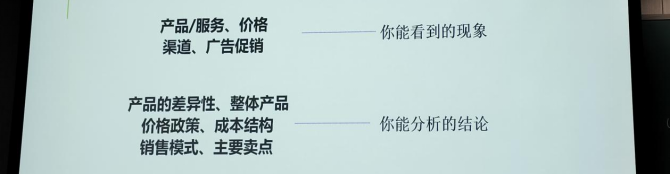 产品/服务、价格
渠道、广告促销
你能看到的现象
产品的差异性、整体产品
价格政策、成本结构
销售模式、主要卖点
你能分析的结论